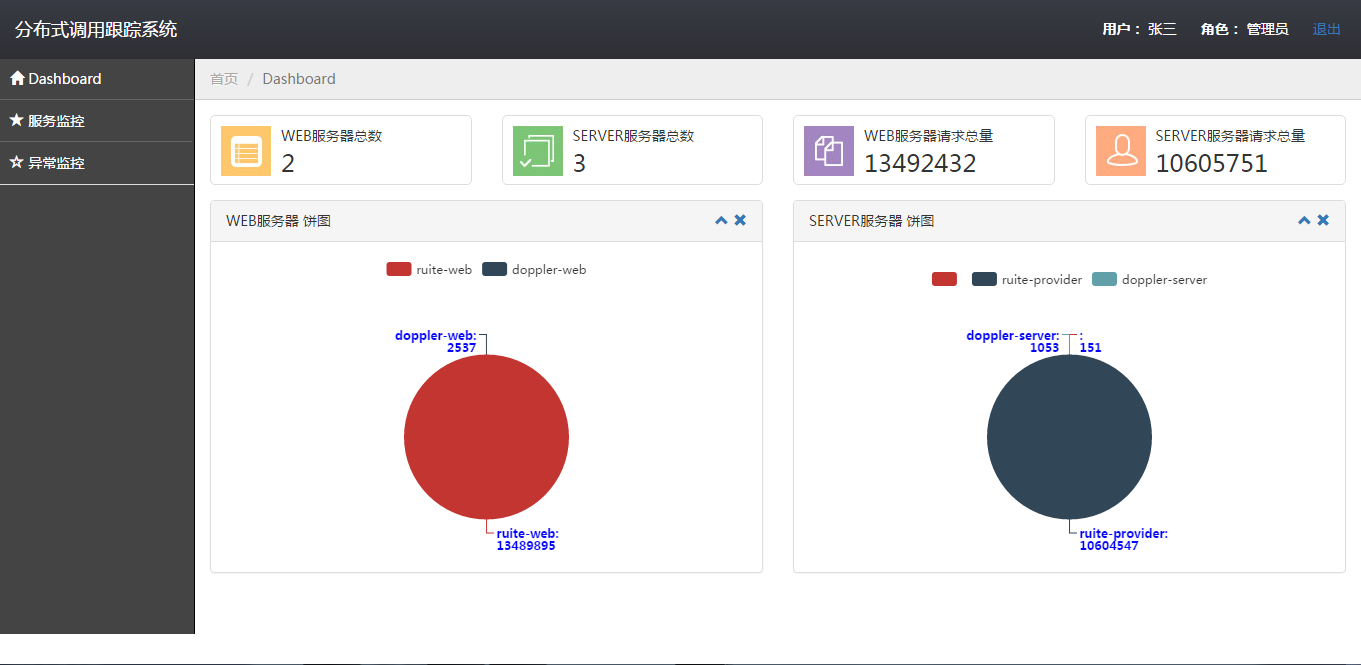 分布式调用跟踪系统
用户： 张三 角色： 管理员 退出
Dashboard
服务监控
异常监控
首页 / Dashboard
WEB服务器总数
2
SERVER服务器总数
3
WEB服务器请求总量
13492432
SERVER服务器请求总量
10605751
WEB服务器 饼图
ruite-web doppler-web
doppler-web:
2537
ruite-web:
13489895
SERVER服务器 饼图
ruite-provider doppler-server
doppler-server: :
1053 151
ruite-provider:
10604547